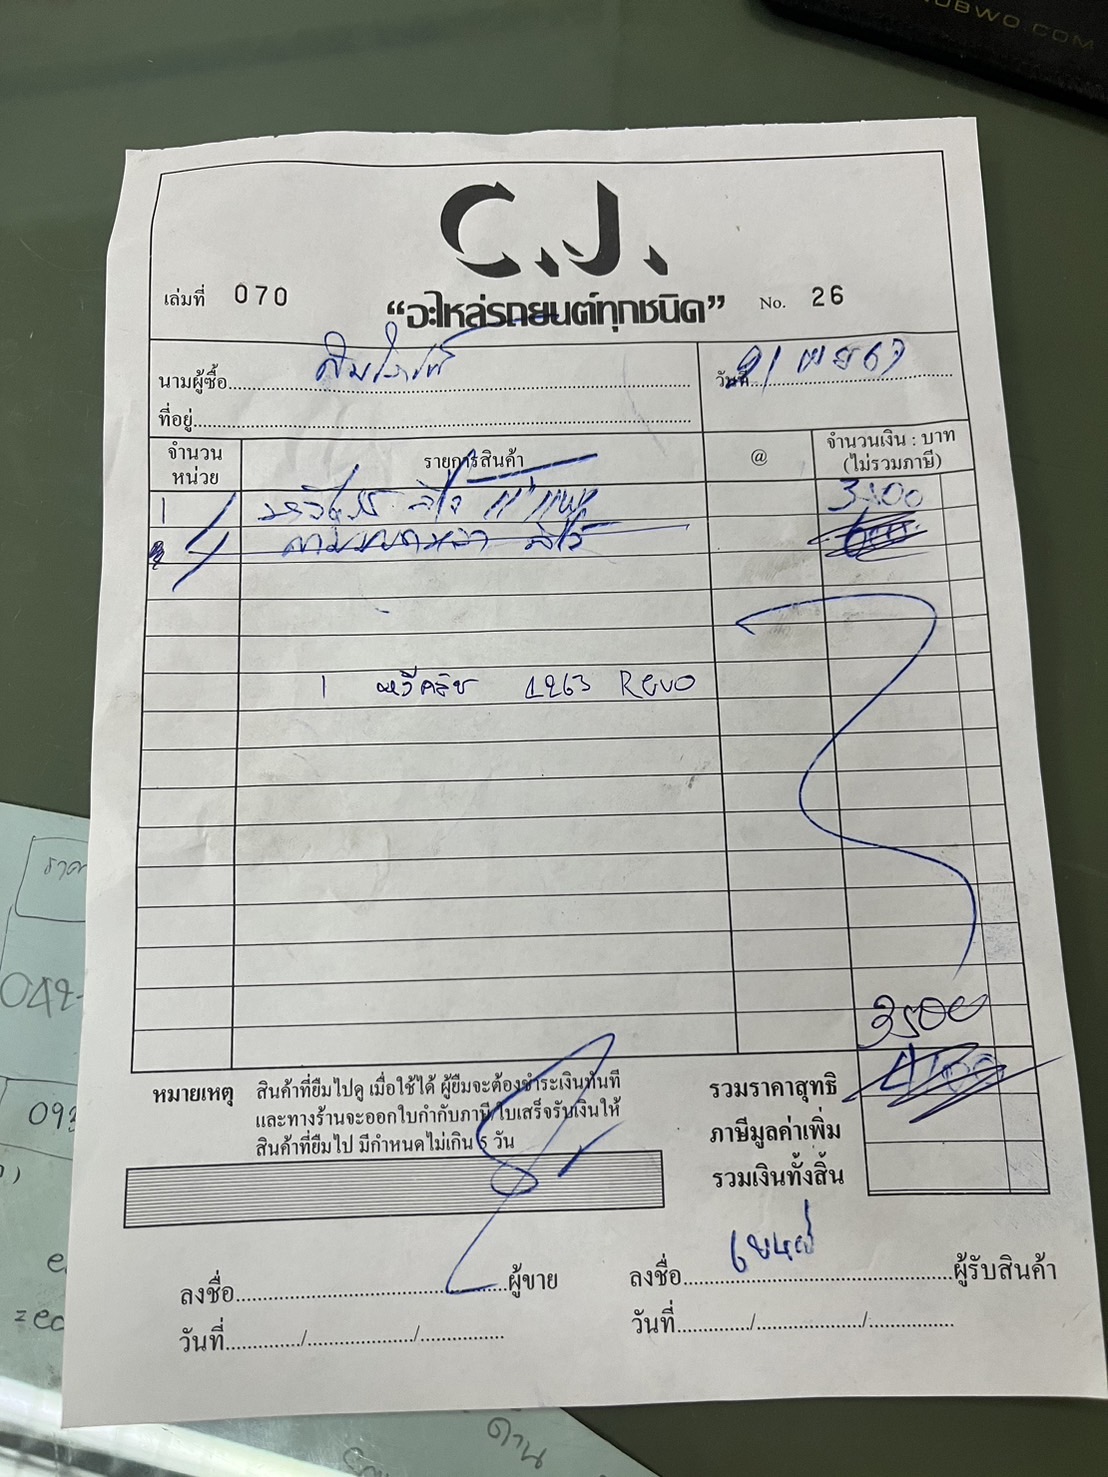 UBWO.COM
C.J.
เล่มที่ 070
“อะไหล่รถยนต์ทุกชนิด”
No. 26
นามผู้ซื้อ
วันที่ 21
ที่อยู่
จำนวน
หน่วย
รายการสินค้า
@
จำนวนเงิน : บาท
(ไม่รวมภาษี)
1 3500
1 หวีคลัช 1263 Revo
3500
หมายเหตุ สินค้าที่ยืมไปดู เมื่อใช้ได้ ผู้ยืมจะต้องชำระเงินทันที
และทางร้านจะออกใบกำกับภาษี/ใบเสร็จรับเงินให้
สินค้าที่ยืมไป มีกำหนดไม่เกิน 5 วัน
รวมราคาสุทธิ
ภาษีมูลค่าเพิ่ม
รวมเงินทั้งสิ้น
ลงชื่อ ผู้ขาย
ลงชื่อ ผู้รับสินค้า
วันที่ / /
วันที่ / /
042-
093
ด้าน